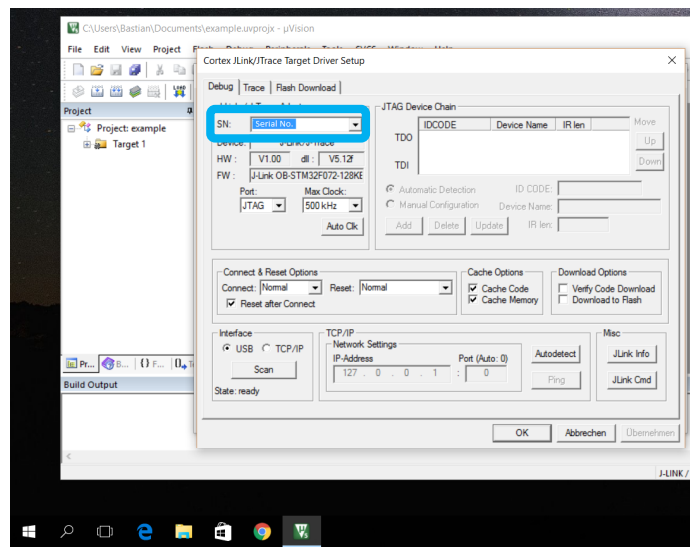 C:\Users\Bastian\Documents\example.uvprojx - µVision
File Edit View Project
Cortex JLink/JTrace Target Driver Setup
Debug Trace Flash Download
Project
Project: example
Target 1
SN: Serial No.
Device: J-Link/J-Trace
HW : V1.00 dll : V5.12f
FW : J-Link OB-STM32F072-128KE
Port: Max Clock:
JTAG 500 kHz
Auto Clk
JTAG Device Chain
IDCODE Device Name IR len Move
TDO
Up
TDI
Down
Automatic Detection ID CODE:
Manual Configuration Device Name:
Add Delete Update IR len:
Connect & Reset Options
Connect: Normal Reset: Normal
Reset after Connect
Cache Options
Cache Code
Cache Memory
Download Options
Verify Code Download
Download to Flash
Interface
USB TCP/IP
Scan
State: ready
TCP/IP
Network Settings
IP-Address Port (Auto: 0)
127 . 0 . 0 . 1 : 0
Autodetect
Ping
Misc
JLink Info
JLink Cmd
Pr... B... {} F... 0
Build Output
OK Abbrechen Übernehmen
J-LINK /